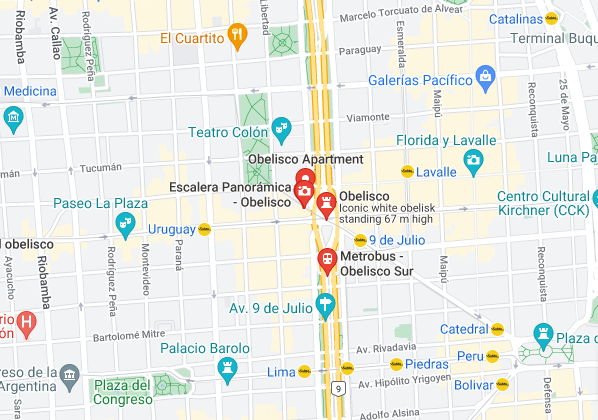 Marcelo Torcuato de Alvear
Catalinas
Riobamba
Av. Callao
Rodríguez Peña
Libertad
El Cuartito
Esmeralda
Terminal Buqu
Paraguay
Galerías Pacífico
Maipú
25 de Mayo
Reconquista
Medicina
Viamonte
Teatro Colón
Florida y Lavalle
Obelisco Apartment
Luna Pa
Tucumán
Lavalle
Escalera Panorámica
- Obelisco
Obelisco
Iconic white obelisk
standing 67 m high
Centro Cultural
Kirchner (CCK)
Paseo La Plaza
Uruguay
l obelisco
9 de Julio
Ayacucho
Riobamba
Rodríguez Peña
Montevideo
Paraná
Metrobus -
Obelisco Sur
Maipú
Reconquista
Av. 9 de Julio
rio
ón
Bartolomé Mitre
Catedral
Plaza d
Palacio Barolo
Av. Rivadavia
Peru
reso de la
Argentina
Lima
Piedras
Av. Hipólito Yrigoyen
Bolivar
Plaza del
Congreso
9
Sará
Defensa
Adolfo Alsina